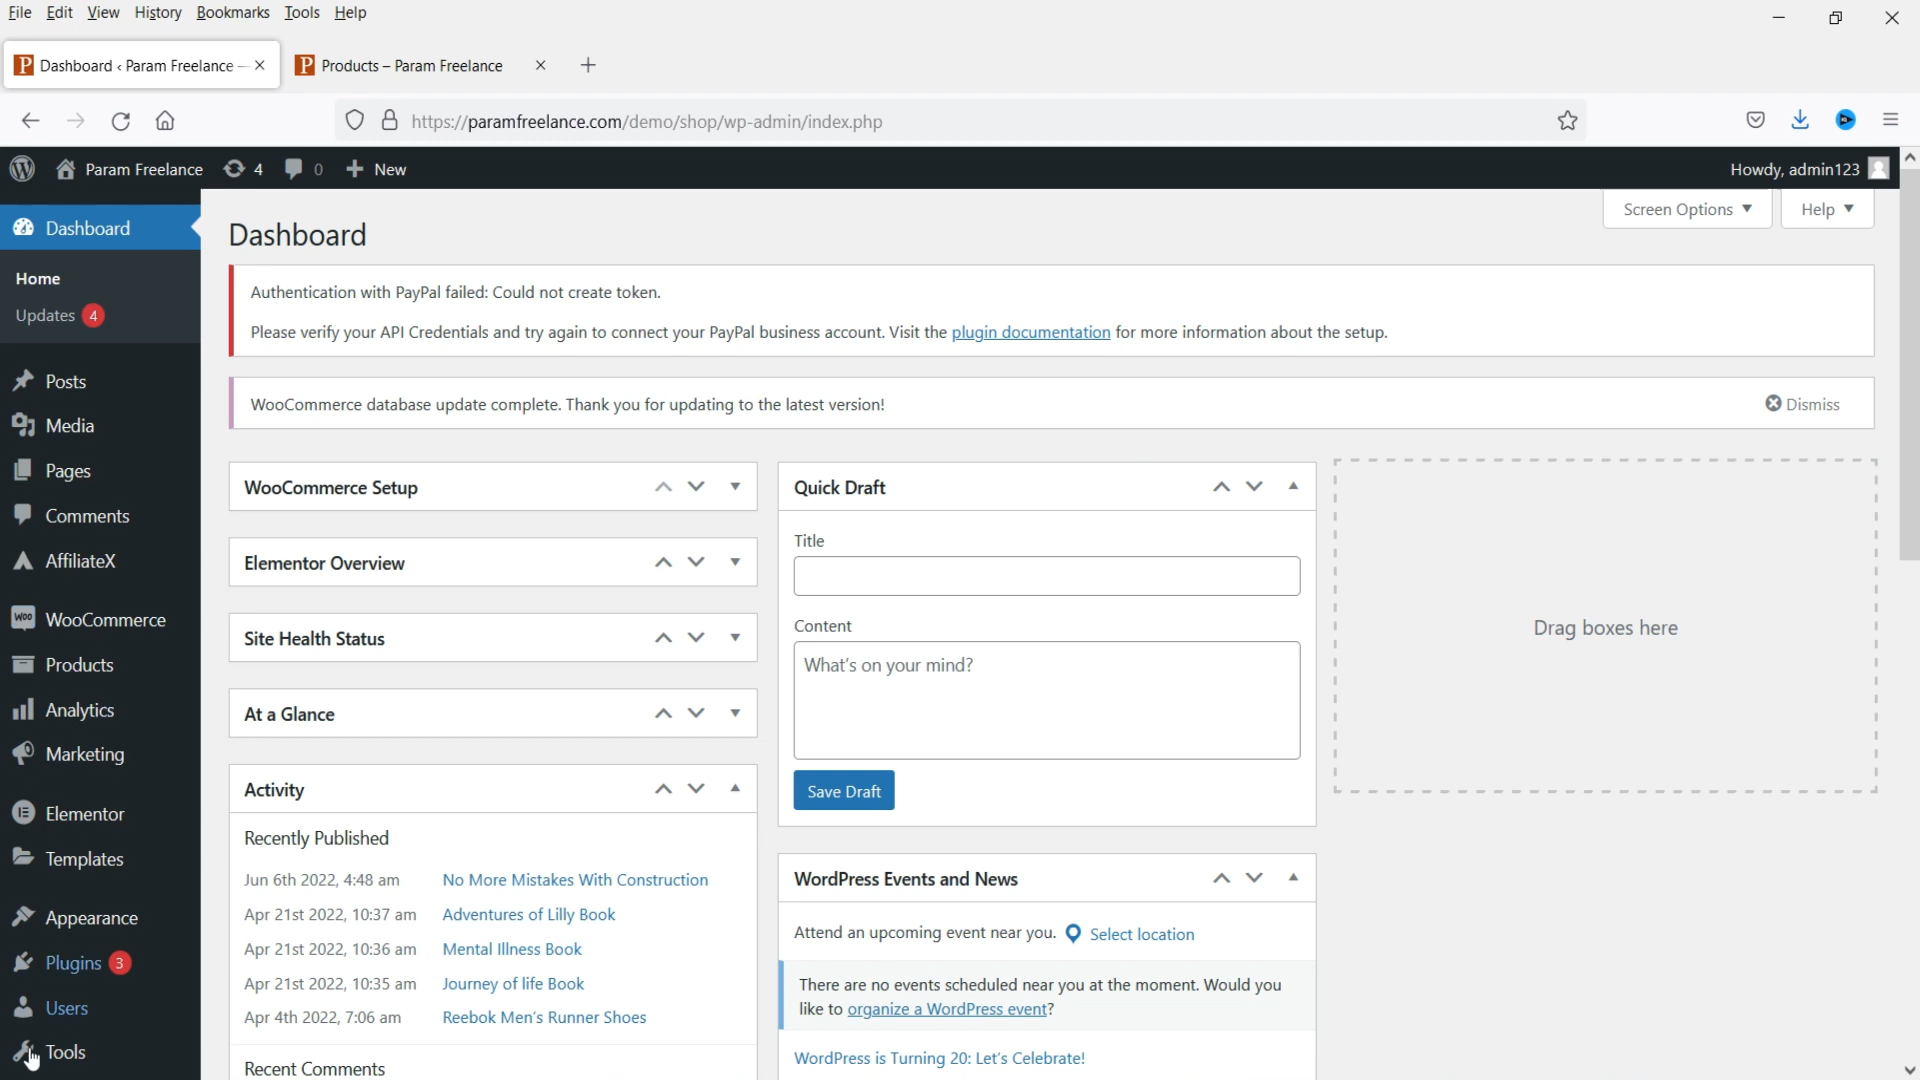 File Edit View History Bookmarks Tools Help
Dashboard ‹ Param Freelance —
Products – Param Freelance
https://paramfreelance.com/demo/shop/wp-admin/index.php
Param Freelance 4 0 New
Howdy, admin123
Dashboard
Home
Updates 4
Posts
Media
Pages
Comments
AffiliateX
WooCommerce
Products
Analytics
Marketing
Elementor
Templates
Appearance
Plugins 3
Users
Tools
Screen Options
Help
Dashboard
Authentication with PayPal failed: Could not create token.
Please verify your API Credentials and try again to connect your PayPal business account. Visit the plugin documentation for more information about the setup.
WooCommerce database update complete. Thank you for updating to the latest version!
Dismiss
WooCommerce Setup
Elementor Overview
Site Health Status
At a Glance
Activity
Recently Published
Jun 6th 2022, 4:48 am No More Mistakes With Construction
Apr 21st 2022, 10:37 am Adventures of Lilly Book
Apr 21st 2022, 10:36 am Mental Illness Book
Apr 21st 2022, 10:35 am Journey of life Book
Apr 4th 2022, 7:06 am Reebok Men's Runner Shoes
Recent Comments
Quick Draft
Title
Content
What's on your mind?
Save Draft
WordPress Events and News
Attend an upcoming event near you. Select location
There are no events scheduled near you at the moment. Would you
like to organize a WordPress event?
WordPress is Turning 20: Let's Celebrate!
Drag boxes here